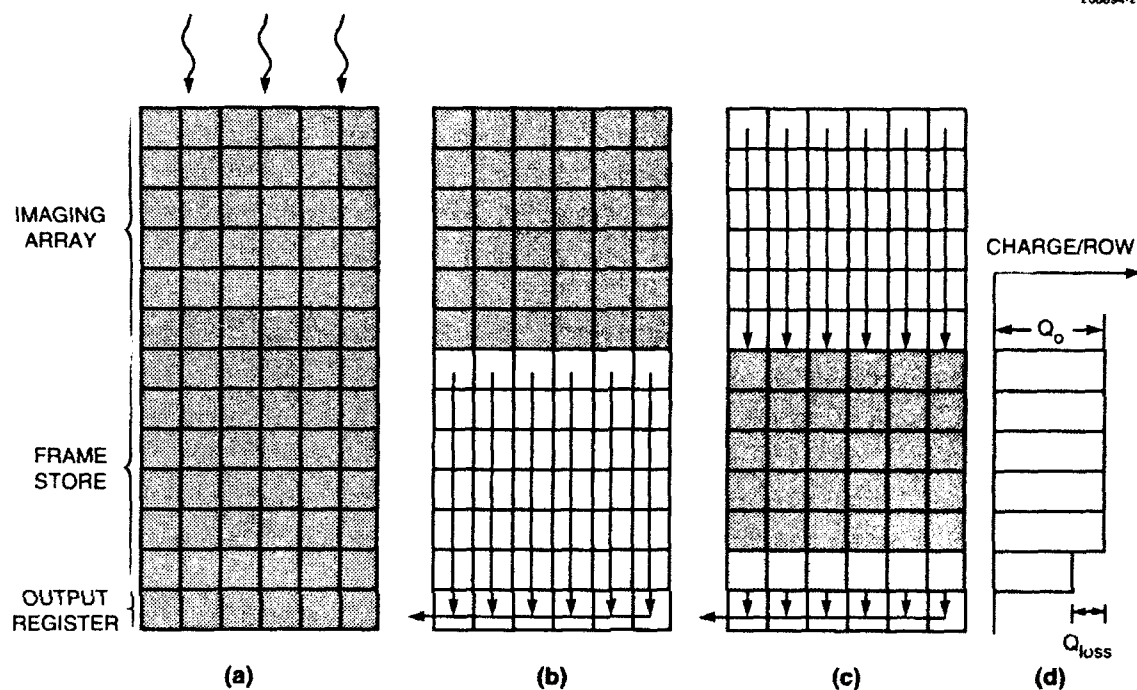 IMAGING
ARRAY
FRAME
STORE
OUTPUT
REGISTER
CHARGE/ROW
Qo
Qloss
(a)
(b)
(c)
(d)